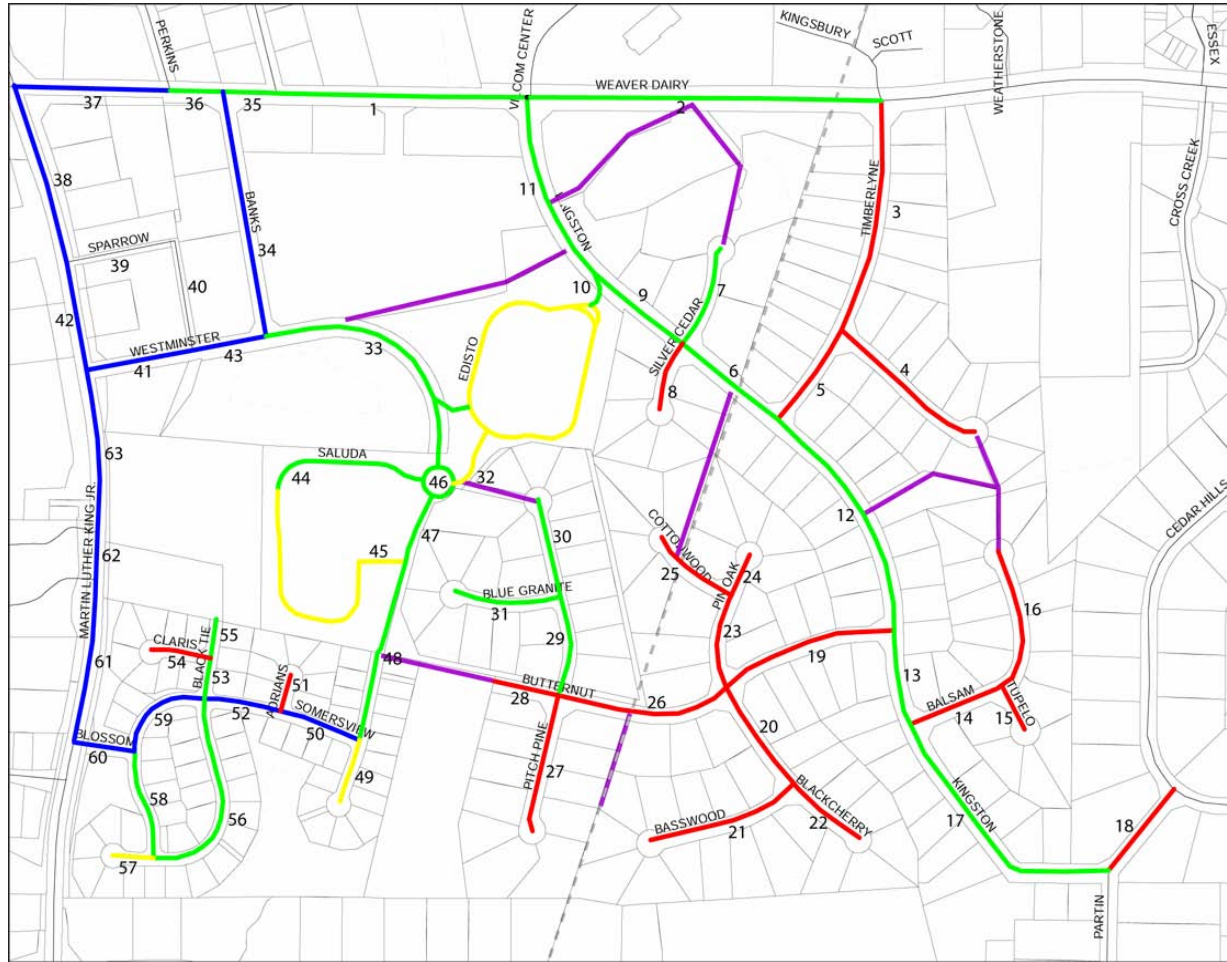 PERKINS
VILCOM CENTER
KINGSBURY
SCOTT
WEATHERSTONE
ESSEX
WEAVER DAIRY
37
36
35
1
2
38
11
KINGSTON
TIMBERLYNE
3
CROSS CREEK
BANKS
SPARROW
39
34
40
10
9
7
42
WESTMINSTER
43
41
33
EDISTO
SILVER CEDAR
8
6
5
4
63
SALUDA
44
46
32
12
CEDAR HILLS
MARTIN LUTHER KING JR.
62
47
45
30
COTTONWOOD
25
PIN OAK
24
BLUE GRANITE
31
16
61
CLARIS
54
BLACK TIE
55
53
29
23
48
19
13
ADRIANS
51
BUTTERNUT
28
26
BALSAM
14
TUPELO
15
59
52
SOMERSVIEW
50
BLOSSOM
60
20
PITCH PINE
27
49
58
56
BASSWOOD
21
BLACKCHERRY
22
KINGSTON
17
18
57
PARTIN